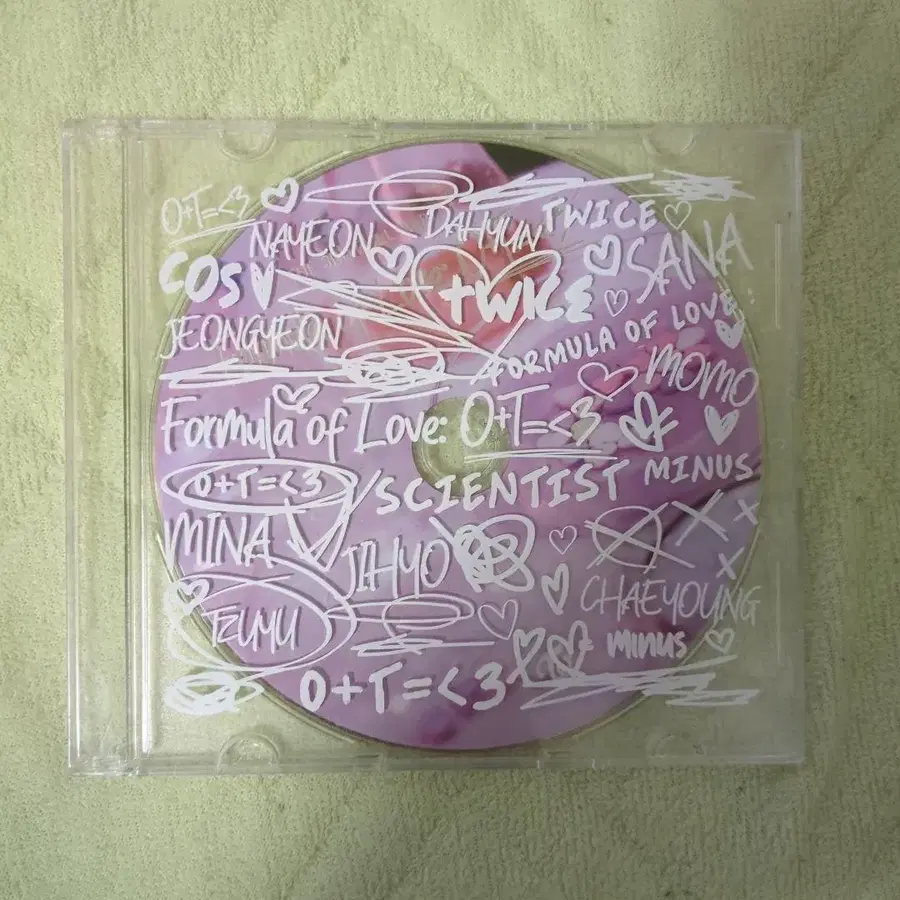 O+T=<3
NAYEON
DAHYUN
TWICE
COS
TWICE
SANA
JEONGYEON
FORMULA OF LOVE:
MOMO
Formula of Love: O+T=<3
O+T=<3
SCIENTIST
MINUS
MINA
JIHYO
TZUYU
CHAEYOUNG
MINUS
O+T=<3